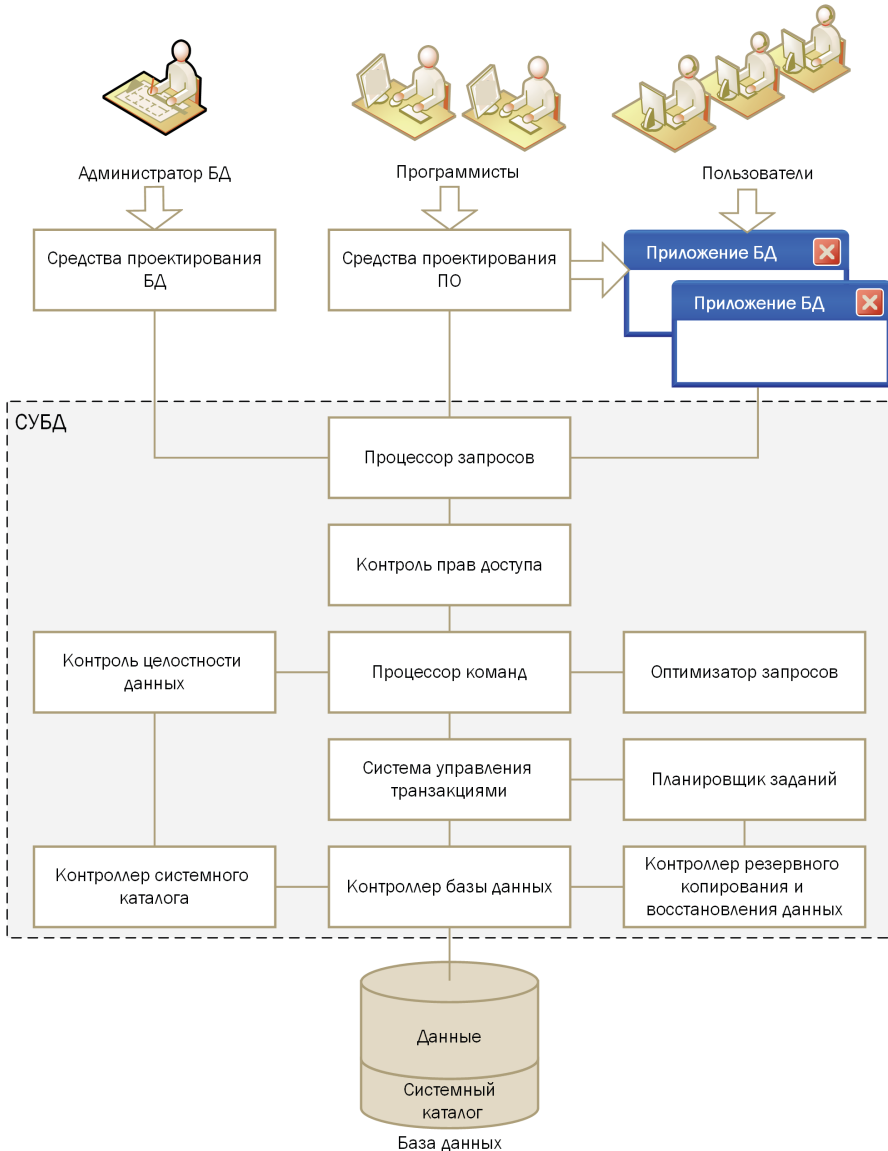 Администратор БД
Программисты
Пользователи
Средства проектирования
БД
Средства проектирования
ПО
Приложение БД
Приложение БД
СУБД
Процессор запросов
Контроль прав доступа
Контроль целостности
данных
Процессор команд
Оптимизатор запросов
Система управления
транзакциями
Планировщик заданий
Контроллер системного
каталога
Контроллер базы данных
Контроллер резервного
копирования и
восстановления данных
Данные
Системный
каталог
База данных